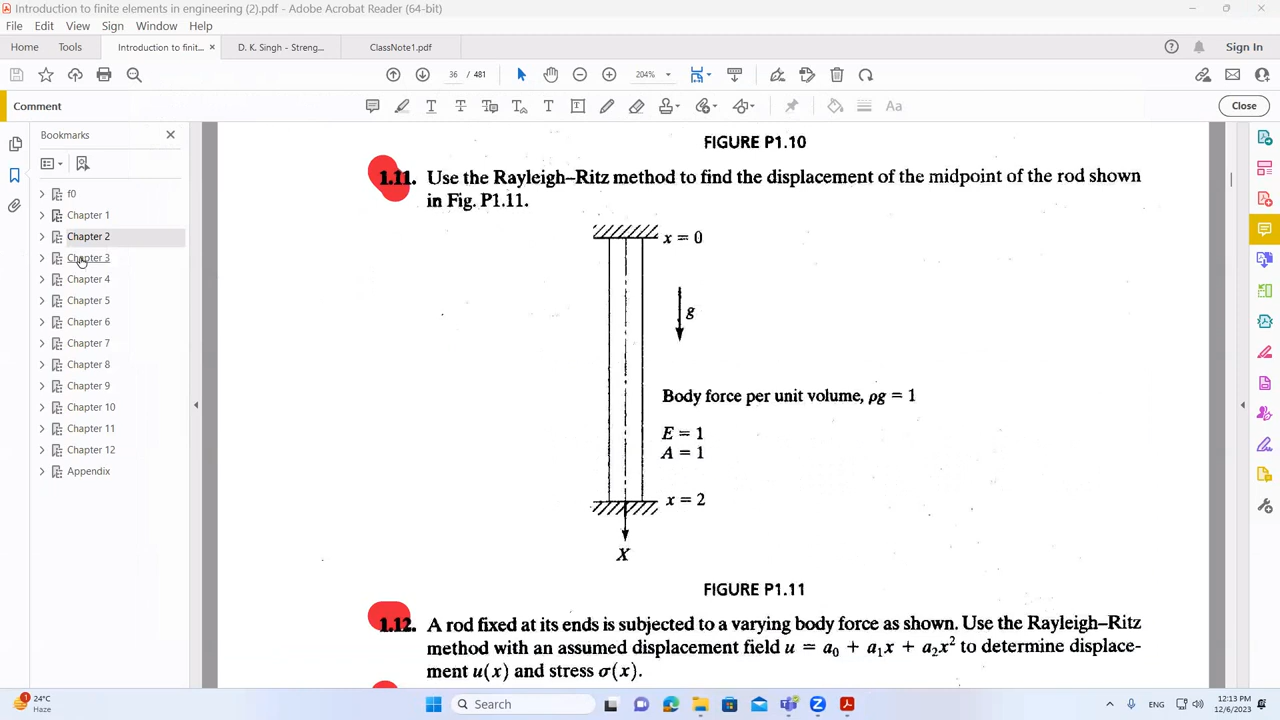 Introduction to finite elements in engineering (2).pdf - Adobe Acrobat Reader (64-bit)
File Edit View Sign Window Help
Home Tools Introduction to finit... × D. K. Singh - Streng... ClassNote1.pdf Sign In
36 / 481 204%
Comment Close
Bookmarks
f0
Chapter 1
Chapter 2
Chapter 3
Chapter 4
Chapter 5
Chapter 6
Chapter 7
Chapter 8
Chapter 9
Chapter 10
Chapter 11
Chapter 12
Appendix
FIGURE P1.10
1.11. Use the Rayleigh–Ritz method to find the displacement of the midpoint of the rod shown
in Fig. P1.11.
x = 0
g
Body force per unit volume, ρg = 1
E = 1
A = 1
x = 2
X
FIGURE P1.11
1.12. A rod fixed at its ends is subjected to a varying body force as shown. Use the Rayleigh–Ritz
method with an assumed displacement field u = a₀ + a₁x + a₂x² to determine displace-
ment u(x) and stress σ(x).
1
24°C
Haze
Search
ENG
12:13 PM
12/6/2023